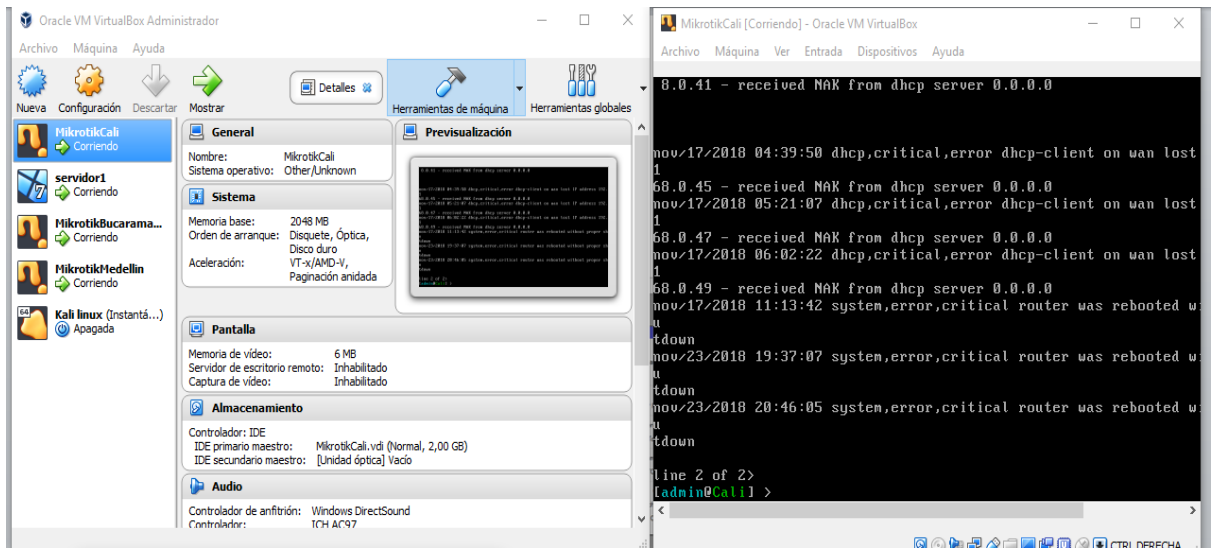 Oracle VM VirtualBox Administrador
Archivo Máquina Ayuda
Nueva Configuración Descartar Mostrar
Detalles
Herramientas de máquina Herramientas globales
MikrotikCali
Corriendo
servidor1
Corriendo
MikrotikBucarama...
Corriendo
MikrotikMedellin
Corriendo
64
Kali linux (Instantá...)
Apagada
General
Nombre: MikrotikCali
Sistema operativo: Other/Unknown
Sistema
Memoria base: 2048 MB
Orden de arranque: Disquete, Óptica,
Disco duro
Aceleración: VT-x/AMD-V,
Paginación anidada
Previsualización
Pantalla
Memoria de vídeo: 6 MB
Servidor de escritorio remoto: Inhabilitado
Captura de vídeo: Inhabilitado
Almacenamiento
Controlador: IDE
IDE primario maestro: MikrotikCali.vdi (Normal, 2,00 GB)
IDE secundario maestro: [Unidad óptica] Vacío
Audio
Controlador de anfitrión: Windows DirectSound
Controlador: ICH AC97
MikrotikCali [Corriendo] - Oracle VM VirtualBox
Archivo Máquina Ver Entrada Dispositivos Ayuda
8.0.41 - received NAK from dhcp server 0.0.0.0
nov/17/2018 04:39:50 dhcp,critical,error dhcp-client on wan lost
1
68.0.45 - received NAK from dhcp server 0.0.0.0
nov/17/2018 05:21:07 dhcp,critical,error dhcp-client on wan lost
1
68.0.47 - received NAK from dhcp server 0.0.0.0
nov/17/2018 06:02:22 dhcp,critical,error dhcp-client on wan lost
1
68.0.49 - received NAK from dhcp server 0.0.0.0
nov/17/2018 11:13:42 system,error,critical router was rebooted wi
u
tdown
nov/23/2018 19:37:07 system,error,critical router was rebooted wi
u
tdown
nov/23/2018 20:46:05 system,error,critical router was rebooted wi
u
tdown
line 2 of 2>
[admin@Cali] >
CTRL DERECHA